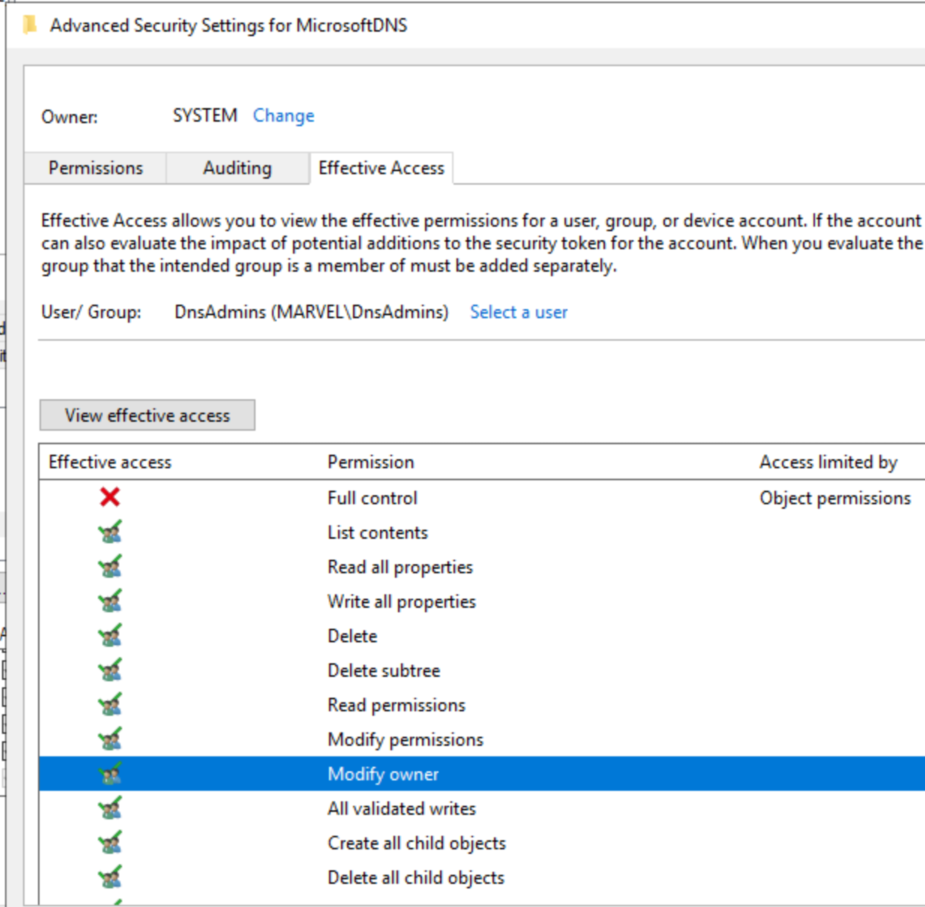 Advanced Security Settings for MicrosoftDNS
Owner: SYSTEM Change
Permissions Auditing Effective Access
Effective Access allows you to view the effective permissions for a user, group, or device account. If the account
can also evaluate the impact of potential additions to the security token for the account. When you evaluate the
group that the intended group is a member of must be added separately.
User/ Group: DnsAdmins (MARVEL\DnsAdmins) Select a user
View effective access
Effective access Permission Access limited by
Full control Object permissions
List contents
Read all properties
Write all properties
Delete
Delete subtree
Read permissions
Modify permissions
Modify owner
All validated writes
Create all child objects
Delete all child objects